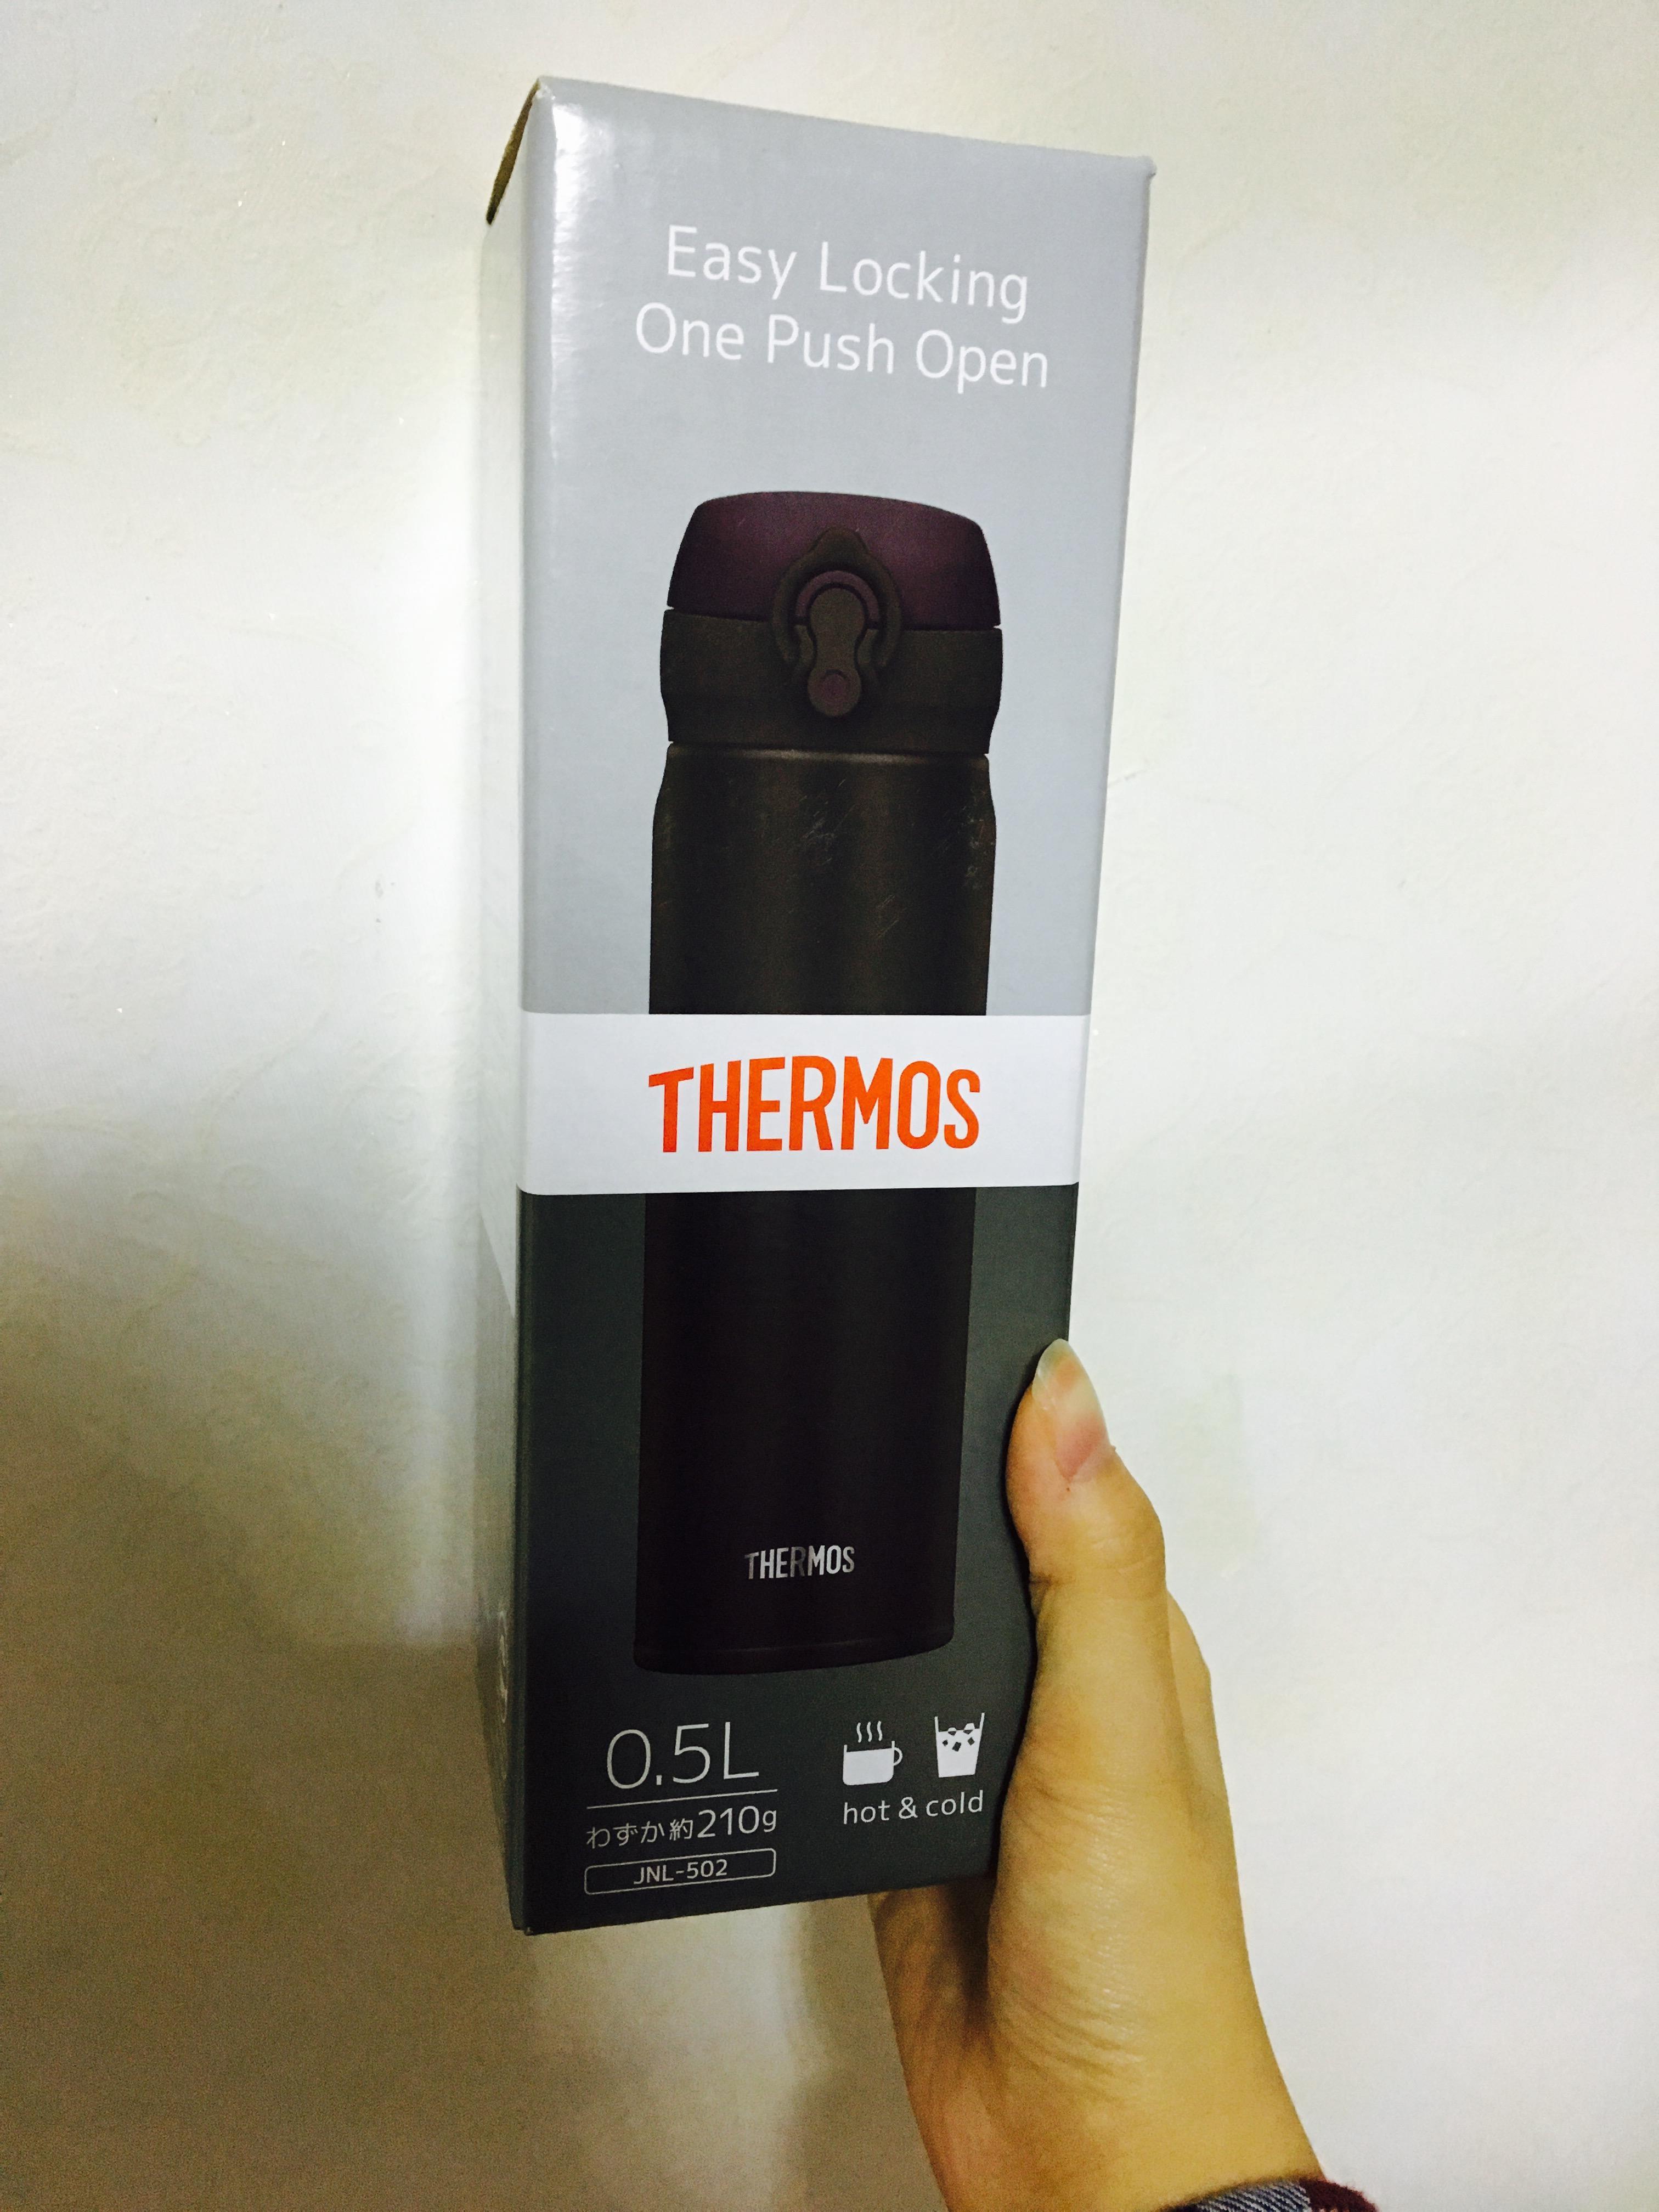 Easy Locking
One Push Open
THERMOS
THERMOS
0.5L
わずか約210g
JNL-502
hot & cold